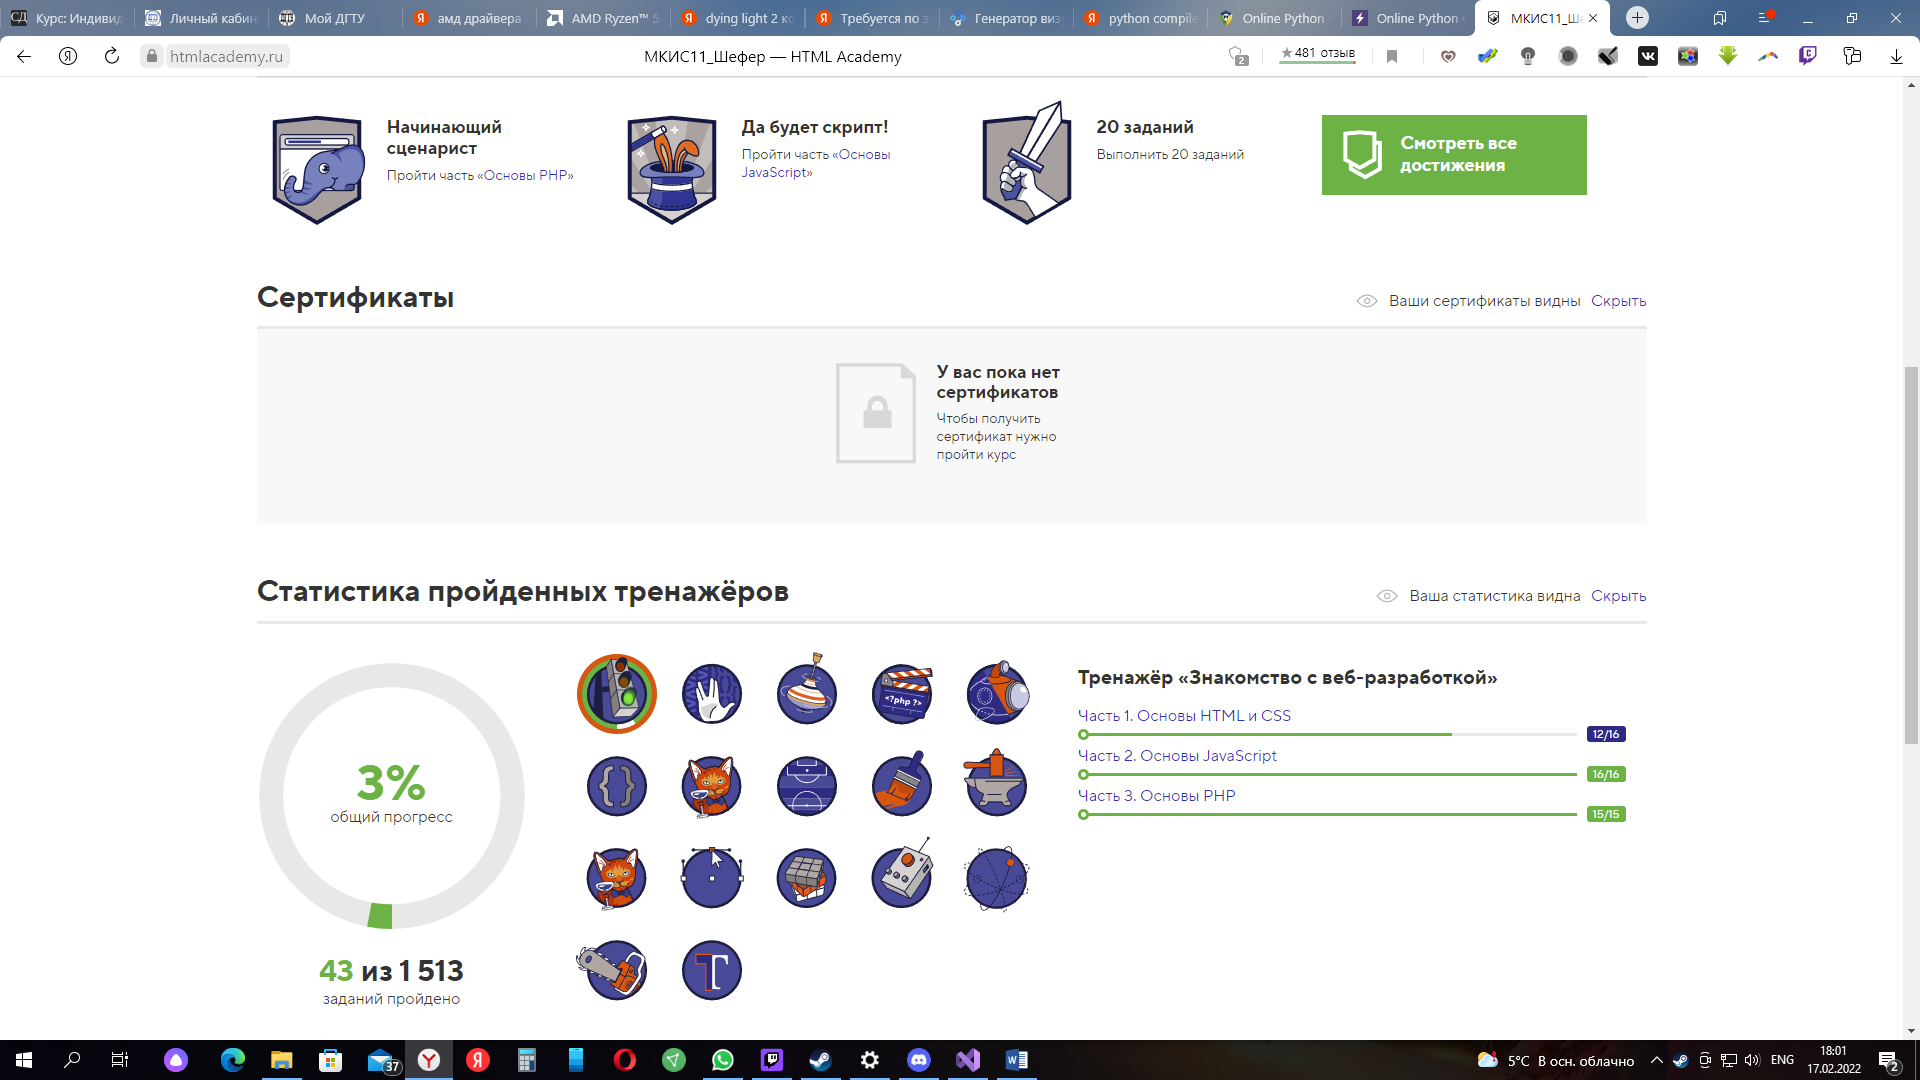 Курс: Индивид
Личный кабин
Мой ДГТУ
амд драйвера
AMD Ryzen™ 5
dying light 2 ко
Требуется по з
Генератор виз
python compile
Online Python
Online Python
МКИС11_Ше
htmlacademy.ru
МКИС11_Шефер — HTML Academy
2
★481 отзыв
Начинающий
сценарист
Пройти часть «Основы PHP»
Да будет скрипт!
Пройти часть «Основы
JavaScript»
20 заданий
Выполнить 20 заданий
Смотреть все
достижения
Сертификаты
Ваши сертификаты видны Скрыть
У вас пока нет
сертификатов
Чтобы получить
сертификат нужно
пройти курс
Статистика пройденных тренажёров
Ваша статистика видна Скрыть
3%
общий прогресс
43 из 1 513
заданий пройдено
<?php ?>
Тренажёр «Знакомство с веб-разработкой»
Часть 1. Основы HTML и CSS
12/16
Часть 2. Основы JavaScript
16/16
Часть 3. Основы PHP
15/15
37
5°C В осн. облачно
ENG
18:01
17.02.2022
2